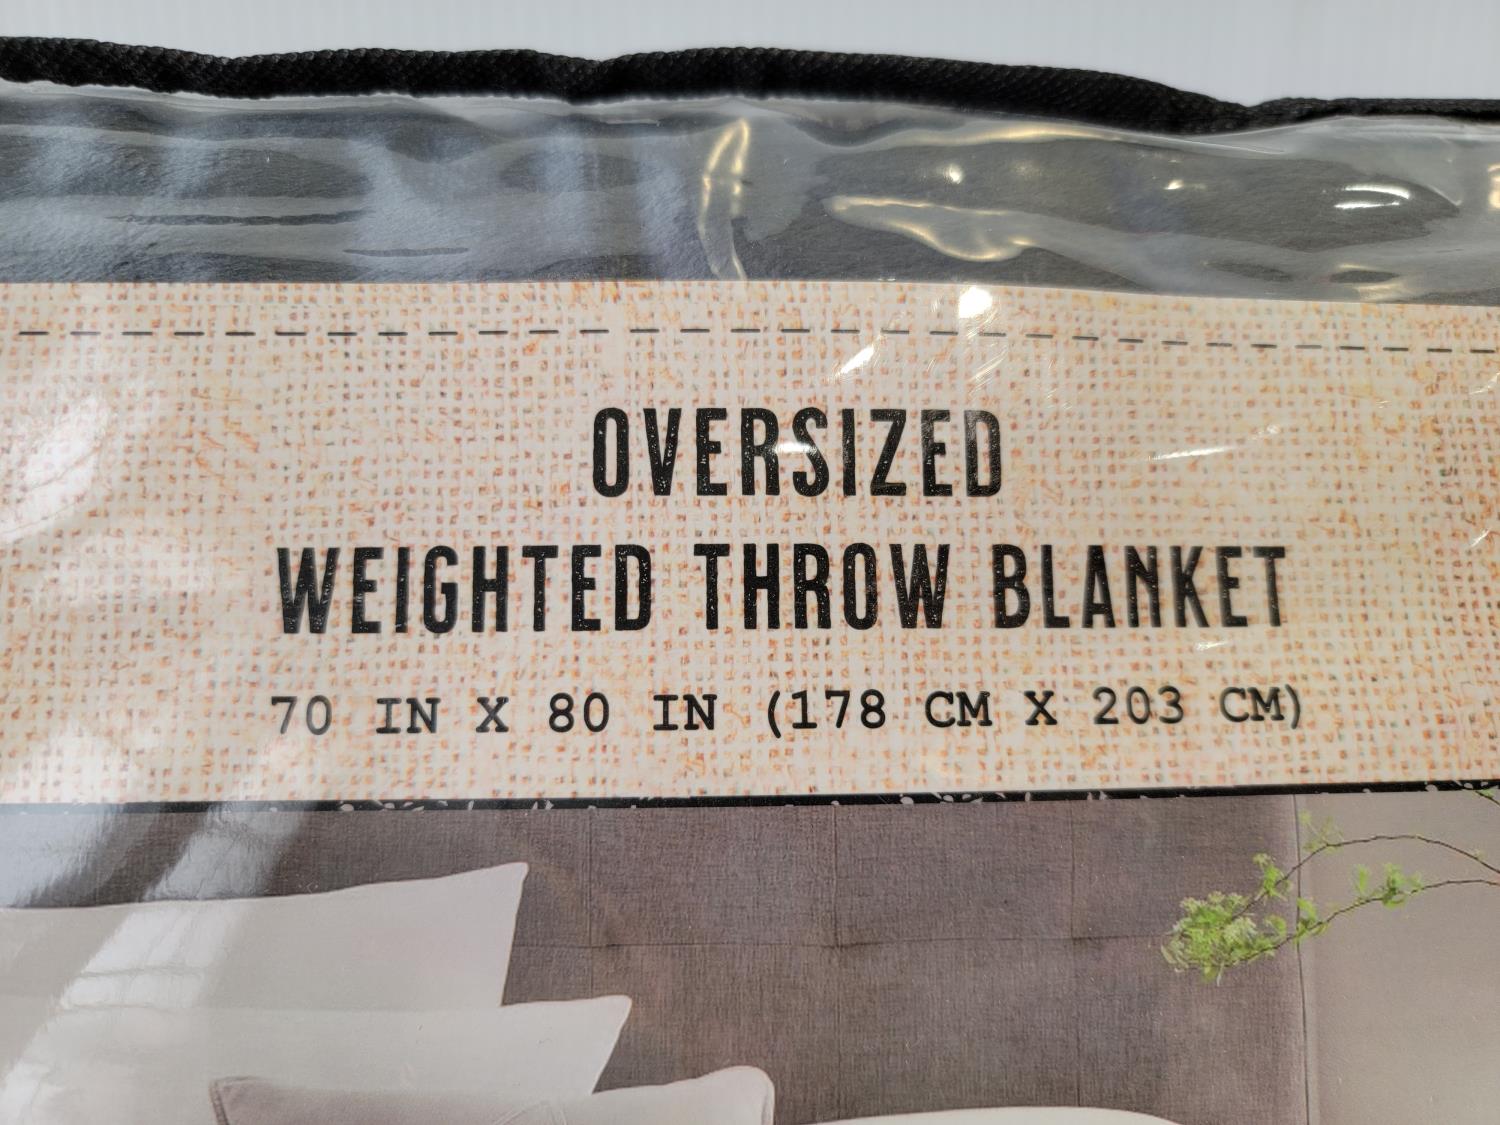 OVERSIZED
WEIGHTED THROW BLANKET
70 IN X 80 IN (178 CM X 203 CM)